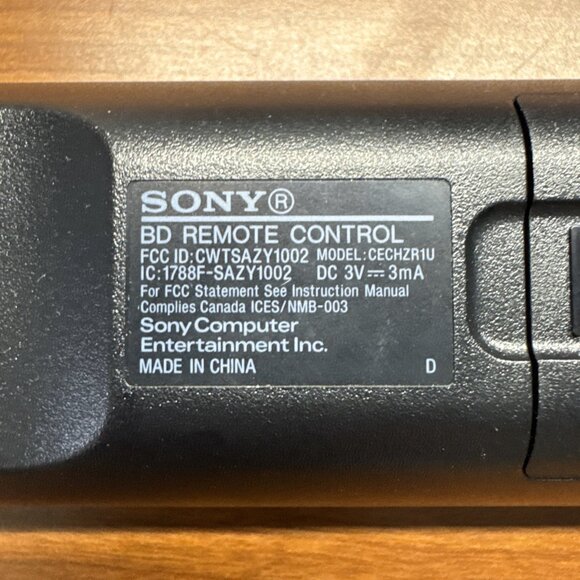 SONY®
BD REMOTE CONTROL
FCC ID:CWTSAZY1002 MODEL:CECHZR1U
IC:1788F-SAZY1002 DC 3V⎓3mA
For FCC Statement See Instruction Manual
Complies Canada ICES/NMB-003
Sony Computer
Entertainment Inc.
MADE IN CHINA D